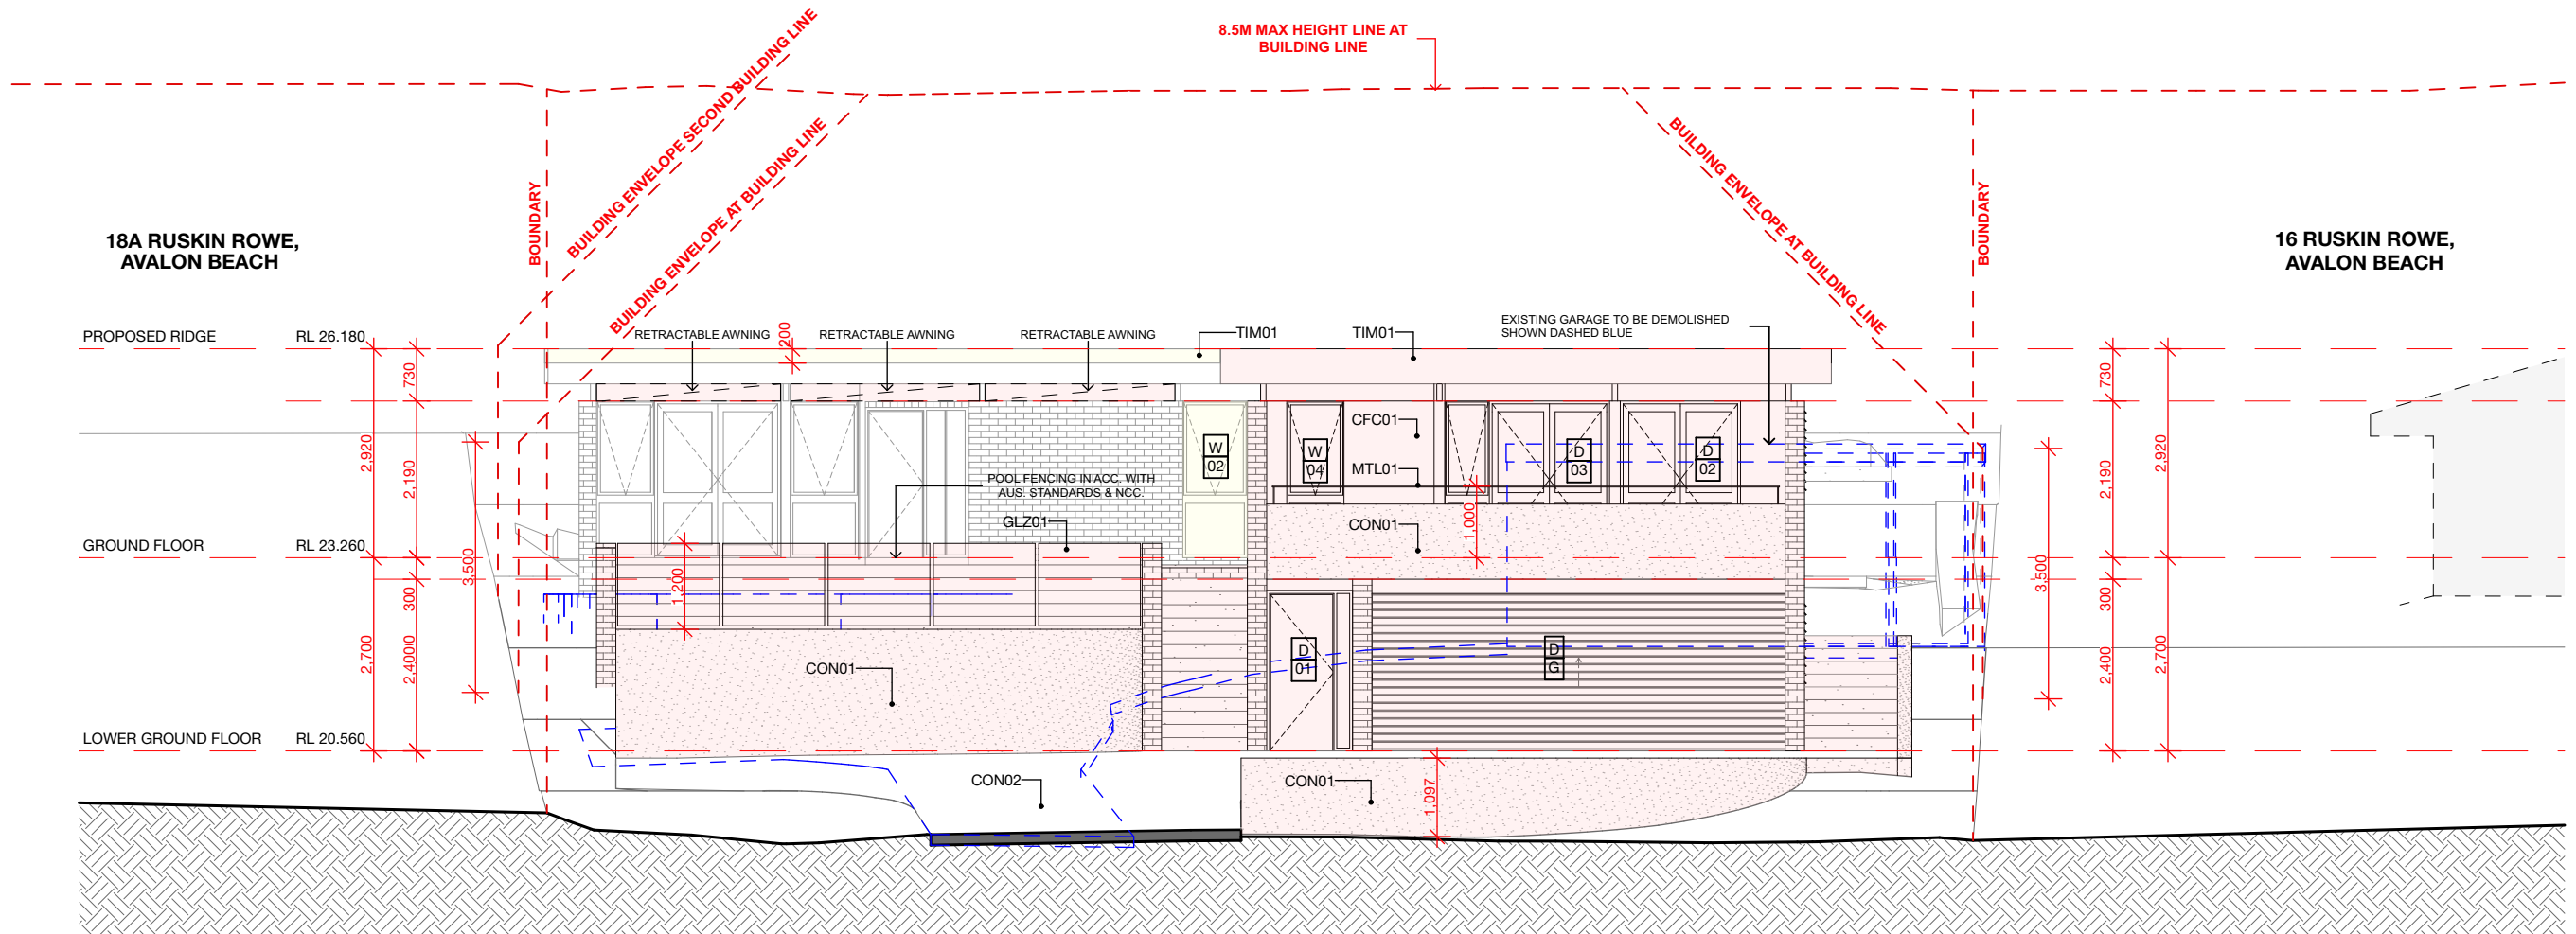 8.5M MAX HEIGHT LINE AT
BUILDING LINE
BUILDING ENVELOPE SECOND BUILDING LINE
BUILDING ENVELOPE AT BUILDING LINE
BUILDING ENVELOPE AT BUILDING LINE
BOUNDARY
BOUNDARY
18A RUSKIN ROWE,
AVALON BEACH
16 RUSKIN ROWE,
AVALON BEACH
PROPOSED RIDGE RL 26.180
RETRACTABLE AWNING
RETRACTABLE AWNING
RETRACTABLE AWNING
200
TIM01
TIM01
EXISTING GARAGE TO BE DEMOLISHED
SHOWN DASHED BLUE
730
730
2,920
2,190
3,500
2,190
2,920
3,500
CFC01
MTL01
W
02
W
04
D
03
D
02
POOL FENCING IN ACC. WITH
AUS. STANDARDS & NCC.
GLZ01
CON01
1,000
GROUND FLOOR RL 23.260
1,200
300
300
2,700
2,400
2,400
2,700
CON01
D
01
D
G
LOWER GROUND FLOOR RL 20.560
CON02
CON01
1,097